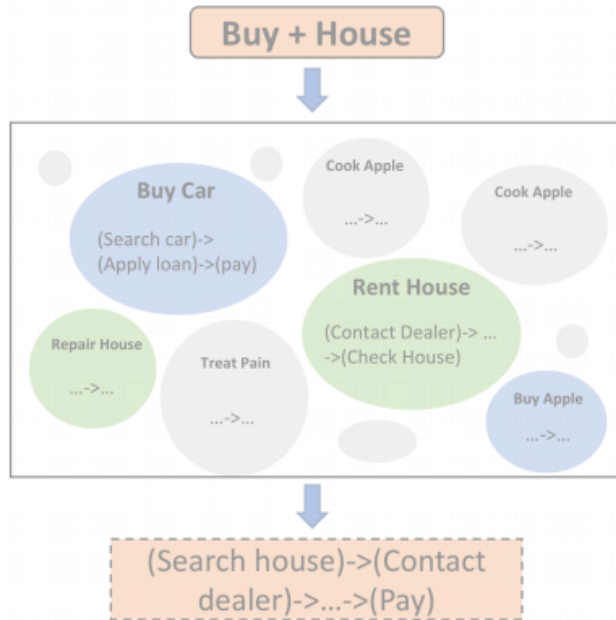 Buy + House
Buy Car
(Search car)->
(Apply loan)->(pay)
Cook Apple
...->...
Cook Apple
...->...
Rent House
(Contact Dealer)-> ...
->(Check House)
Repair House
...->...
Treat Pain
...->...
Buy Apple
...->...
(Search house)->(Contact
dealer)->...->(Pay)